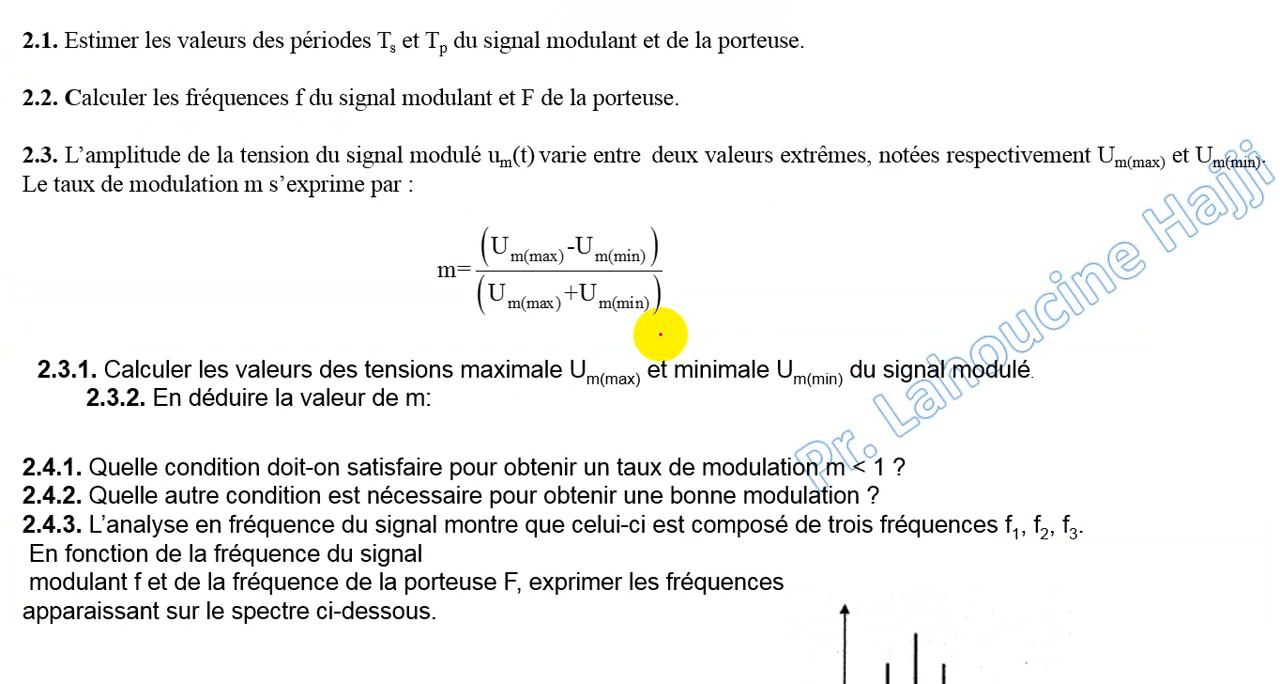 2.1. Estimer les valeurs des périodes Ts et Tp du signal modulant et de la porteuse.
2.2. Calculer les fréquences f du signal modulant et F de la porteuse.
2.3. L’amplitude de la tension du signal modulé um(t) varie entre deux valeurs extrêmes, notées respectivement Um(max) et Um(min).
Le taux de modulation m s’exprime par :
m= (Um(max)-Um(min))
(Um(max)+Um(min))
2.3.1. Calculer les valeurs des tensions maximale Um(max) et minimale Um(min) du signal modulé.
2.3.2. En déduire la valeur de m:
2.4.1. Quelle condition doit-on satisfaire pour obtenir un taux de modulation m < 1 ?
2.4.2. Quelle autre condition est nécessaire pour obtenir une bonne modulation ?
2.4.3. L’analyse en fréquence du signal montre que celui-ci est composé de trois fréquences f1, f2, f3.
En fonction de la fréquence du signal
modulant f et de la fréquence de la porteuse F, exprimer les fréquences
apparaissant sur le spectre ci-dessous.
Pr. Lahoucine Hajji